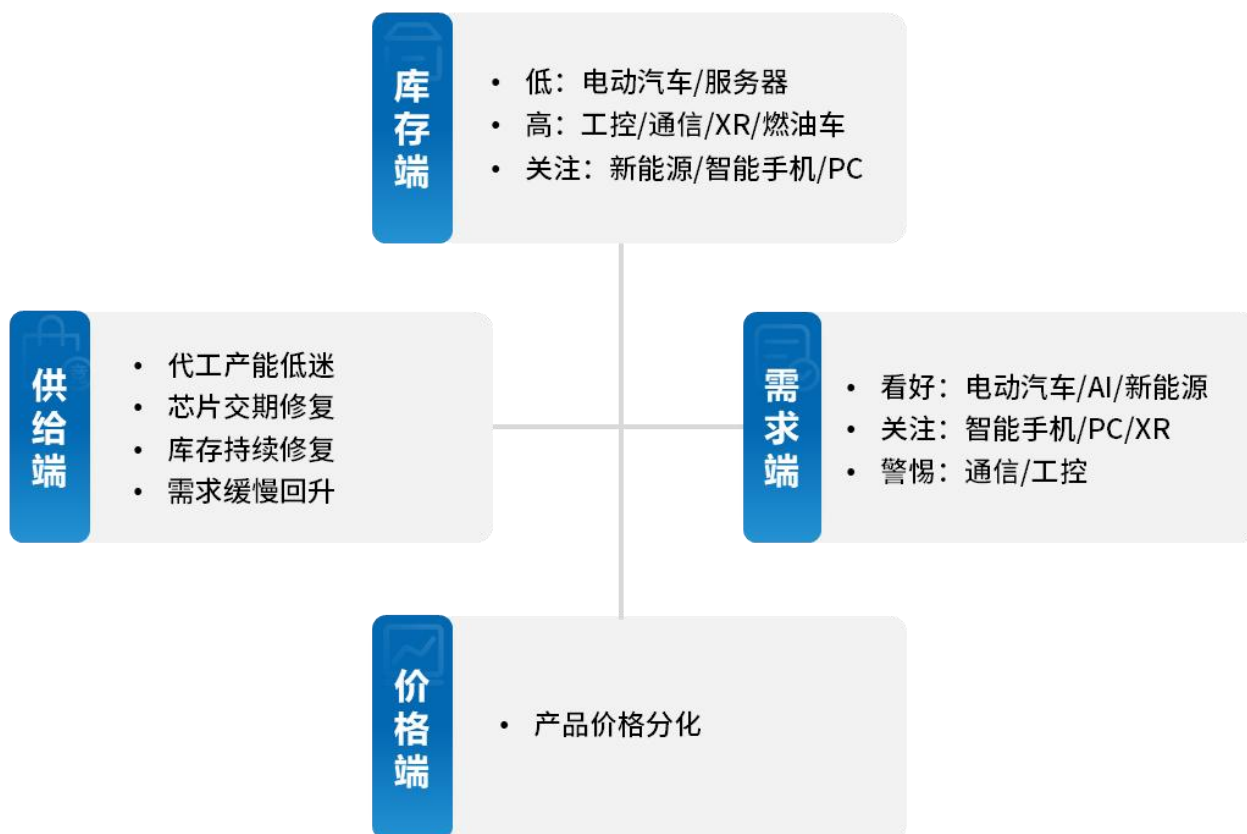 库存端
• 低：电动汽车/服务器
• 高：工控/通信/XR/燃油车
• 关注：新能源/智能手机/PC
供给端
• 代工产能低迷
• 芯片交期修复
• 库存持续修复
• 需求缓慢回升
需求端
• 看好：电动汽车/AI/新能源
• 关注：智能手机/PC/XR
• 警惕：通信/工控
价格端
• 产品价格分化